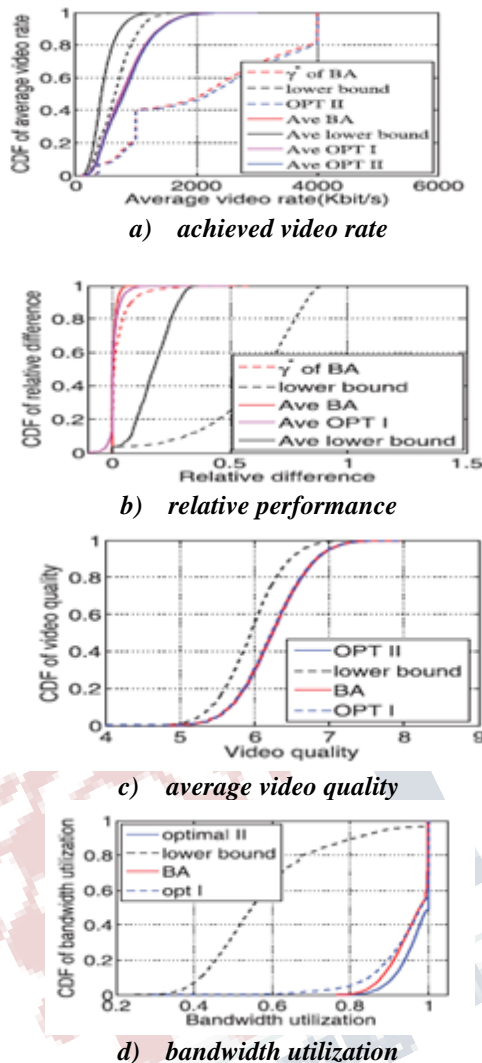 CDF of average video rate
1
0.8
0.6
0.4
0.2
0
γ* of BA
lower bound
OPT II
Ave BA
Ave lower bound
Ave OPT I
Ave OPT II
0 2000 4000 6000
Average video rate(Kbit/s)
a) achieved video rate
CDF of relative difference
1
0.8
0.6
0.4
0.2
0
γ* of BA
lower bound
Ave BA
Ave OPT I
Ave lower bound
0 0.5 1 1.5
Relative difference
b) relative performance
CDF of video quality
1
0.8
0.6
0.4
0.2
0
OPT II
lower bound
BA
OPT I
4 5 6 7 8 9
Video quality
c) average video quality
CDF of bandwidth utilization
1
0.8
0.6
0.4
0.2
0
optimal II
lower bound
BA
opt I
0.2 0.4 0.6 0.8 1
Bandwidth utilization
d) bandwidth utilization